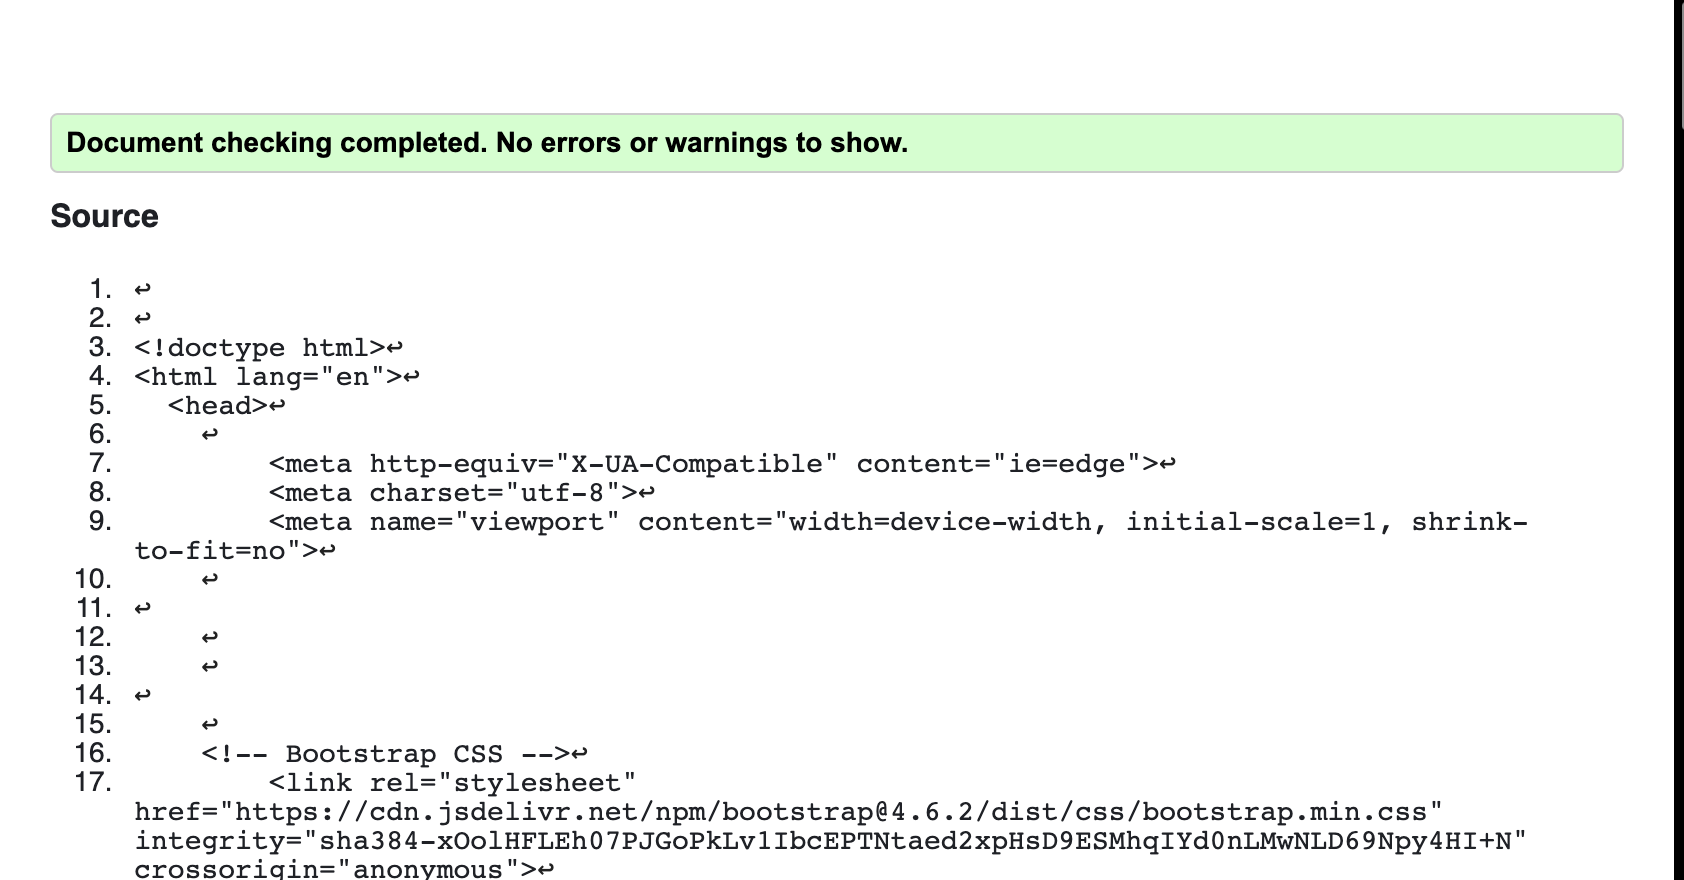 Document checking completed. No errors or warnings to show.
Source
1. ↩
2. ↩
3. <!doctype html>↩
4. <html lang="en">↩
5.   <head>↩
6.     ↩
7.         <meta http-equiv="X-UA-Compatible" content="ie=edge">↩
8.         <meta charset="utf-8">↩
9.         <meta name="viewport" content="width=device-width, initial-scale=1, shrink-
to-fit=no">↩
10.     ↩
11. ↩
12.     ↩
13.     ↩
14. ↩
15.     ↩
16.     <!-- Bootstrap CSS -->↩
17.         <link rel="stylesheet"
href="https://cdn.jsdelivr.net/npm/bootstrap@4.6.2/dist/css/bootstrap.min.css"
integrity="sha384-xOolHFLEh07PJGoPkLv1IbcEPTNtaed2xpHsD9ESMhqIYd0nLMwNLD69Npy4HI+N"
crossorigin="anonymous">↩